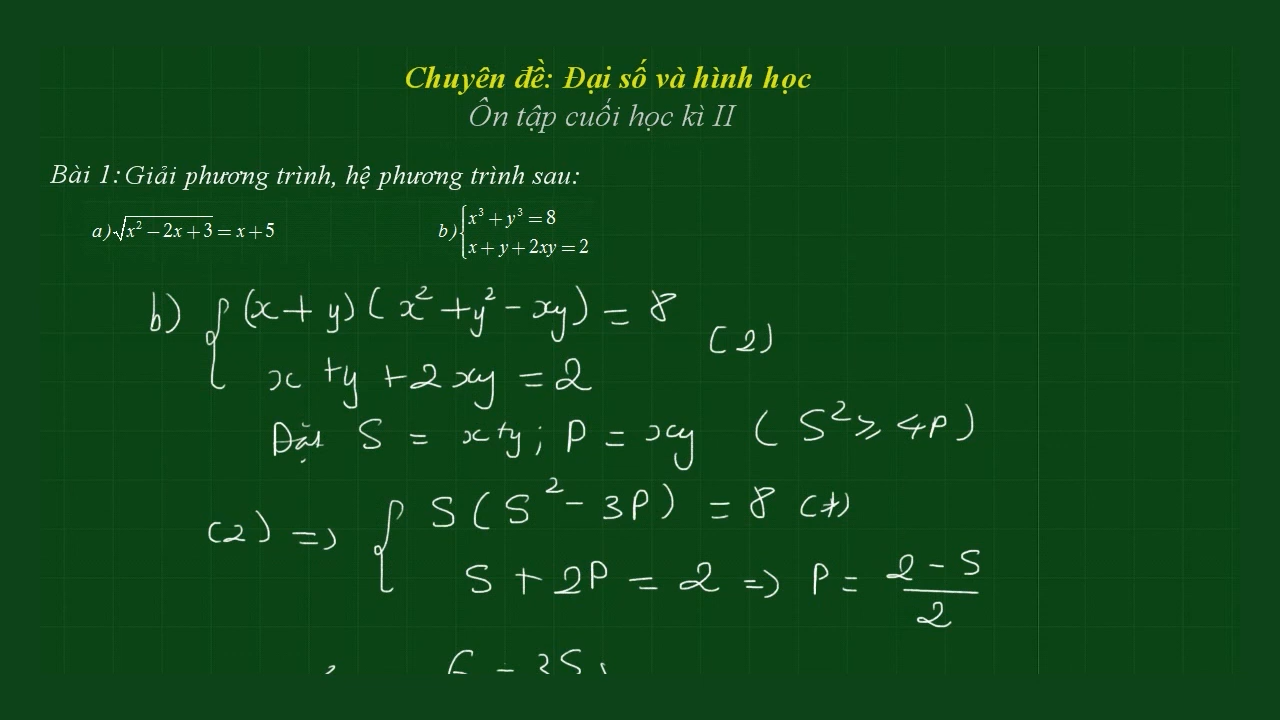 Chuyên đề: Đại số và hình học
Ôn tập cuối học kì II
Bài 1: Giải phương trình, hệ phương trình sau:
a) √(x² − 2x + 3) = x + 5 b) { x³ + y³ = 8
x + y + 2xy = 2
b) { (x + y)(x² + y² − xy) = 8
x + y + 2xy = 2 (2)
Đặt S = x+y ; P = xy ( S² ≥ 4P )
(2) => { S(S² − 3P) = 8 (*)
S + 2P = 2 => P = (2 − S)/2